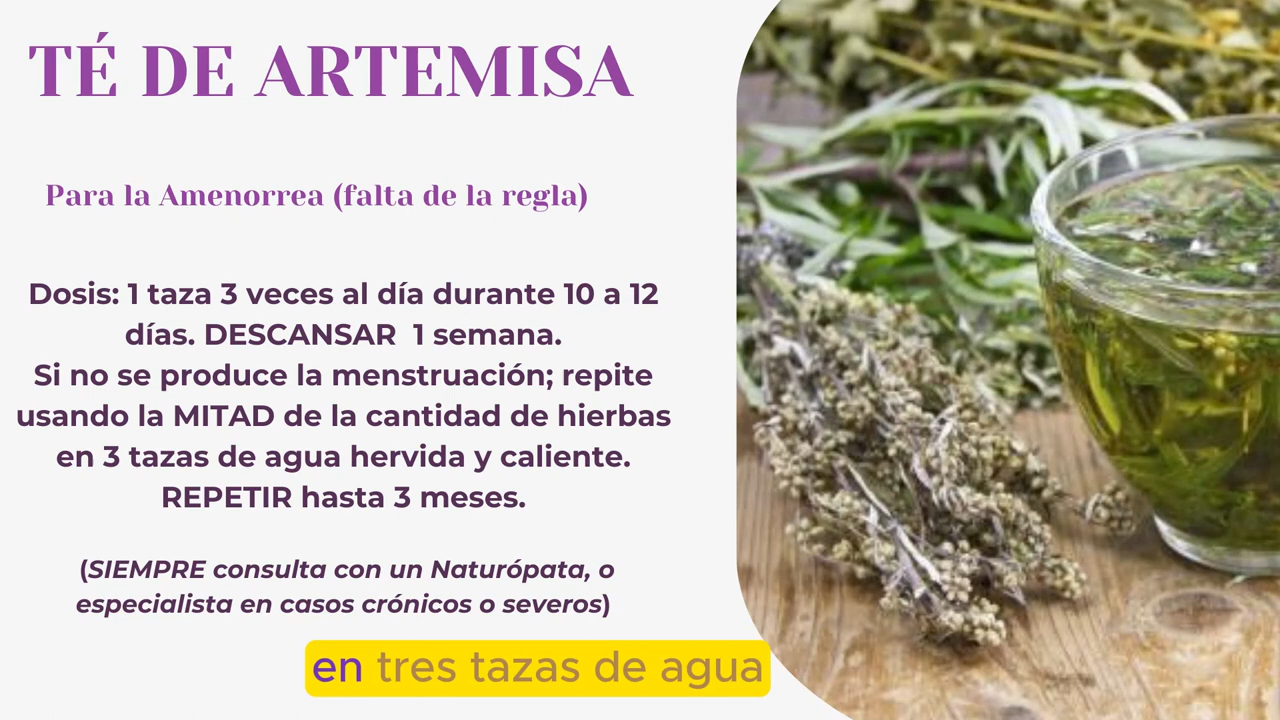 TÉ DE ARTEMISA
Para la Amenorrea (falta de la regla)
Dosis: 1 taza 3 veces al día durante 10 a 12
días. DESCANSAR 1 semana.
Si no se produce la menstruación; repite
usando la MITAD de la cantidad de hierbas
en 3 tazas de agua hervida y caliente.
REPETIR hasta 3 meses.
(SIEMPRE consulta con un Naturópata, o
especialista en casos crónicos o severos)
en tres tazas de agua